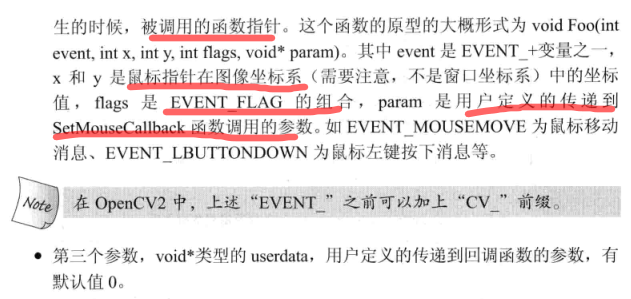 生的时候，被调用的函数指针。这个函数的原型的大概形式为 void Foo(int
event, int x, int y, int flags, void* param)。其中 event 是 EVENT_+变量之一，
x 和 y 是鼠标指针在图像坐标系（需要注意，不是窗口坐标系）中的坐标
值，flags 是 EVENT_FLAG 的组合，param 是用户定义的传递到
SetMouseCallback 函数调用的参数。如 EVENT_MOUSEMOVE 为鼠标移动
消息、EVENT_LBUTTONDOWN 为鼠标左键按下消息等。
Note 在 OpenCV2 中，上述“EVENT_”之前可以加上“CV_”前缀。
● 第三个参数，void*类型的 userdata，用户定义的传递到回调函数的参数，有
默认值 0。